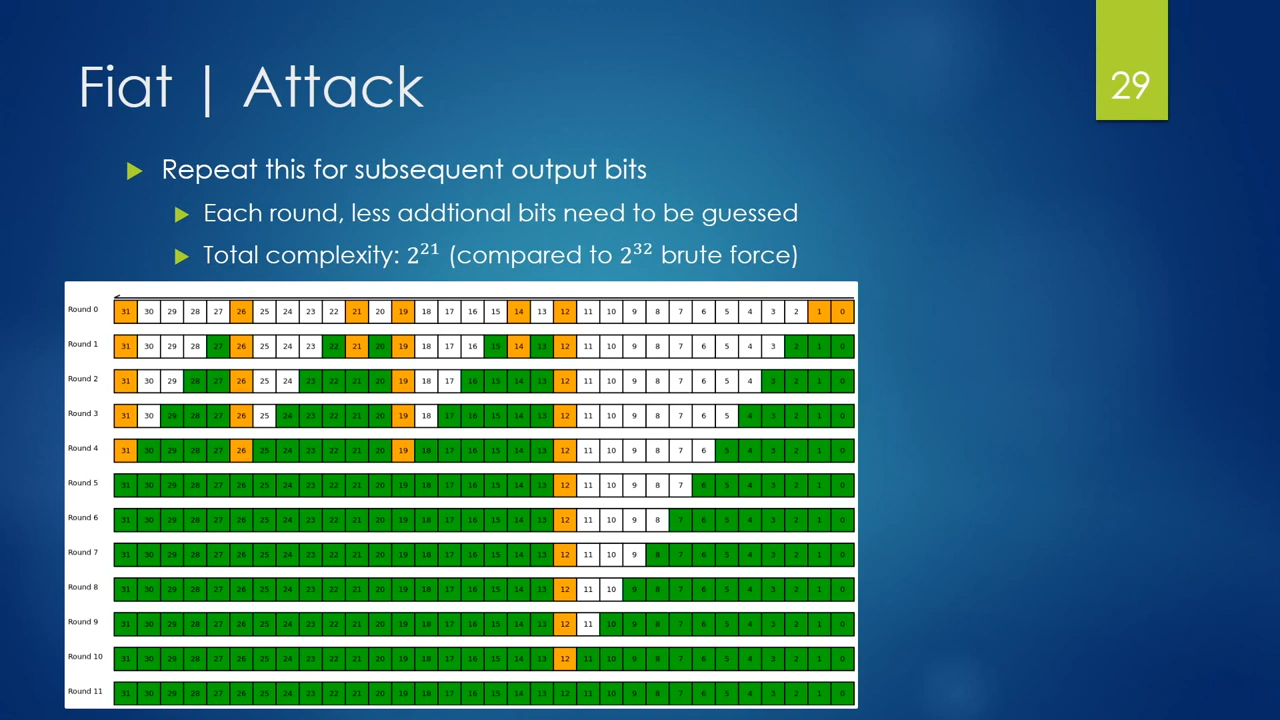 Fiat | Attack
29
Repeat this for subsequent output bits
Each round, less addtional bits need to be guessed
Total complexity: 2^21 (compared to 2^32 brute force)
Round 0 31 30 29 28 27 26 25 24 23 22 21 20 19 18 17 16 15 14 13 12 11 10 9 8 7 6 5 4 3 2 1 0
Round 1 31 30 29 28 27 26 25 24 23 22 21 20 19 18 17 16 15 14 13 12 11 10 9 8 7 6 5 4 3 2 1 0
Round 2 31 30 29 28 27 26 25 24 23 22 21 20 19 18 17 16 15 14 13 12 11 10 9 8 7 6 5 4 3 2 1 0
Round 3 31 30 29 28 27 26 25 24 23 22 21 20 19 18 17 16 15 14 13 12 11 10 9 8 7 6 5 4 3 2 1 0
Round 4 31 30 29 28 27 26 25 24 23 22 21 20 19 18 17 16 15 14 13 12 11 10 9 8 7 6 5 4 3 2 1 0
Round 5 31 30 29 28 27 26 25 24 23 22 21 20 19 18 17 16 15 14 13 12 11 10 9 8 7 6 5 4 3 2 1 0
Round 6 31 30 29 28 27 26 25 24 23 22 21 20 19 18 17 16 15 14 13 12 11 10 9 8 7 6 5 4 3 2 1 0
Round 7 31 30 29 28 27 26 25 24 23 22 21 20 19 18 17 16 15 14 13 12 11 10 9 8 7 6 5 4 3 2 1 0
Round 8 31 30 29 28 27 26 25 24 23 22 21 20 19 18 17 16 15 14 13 12 11 10 9 8 7 6 5 4 3 2 1 0
Round 9 31 30 29 28 27 26 25 24 23 22 21 20 19 18 17 16 15 14 13 12 11 10 9 8 7 6 5 4 3 2 1 0
Round 10 31 30 29 28 27 26 25 24 23 22 21 20 19 18 17 16 15 14 13 12 11 10 9 8 7 6 5 4 3 2 1 0
Round 11 31 30 29 28 27 26 25 24 23 22 21 20 19 18 17 16 15 14 13 12 11 10 9 8 7 6 5 4 3 2 1 0